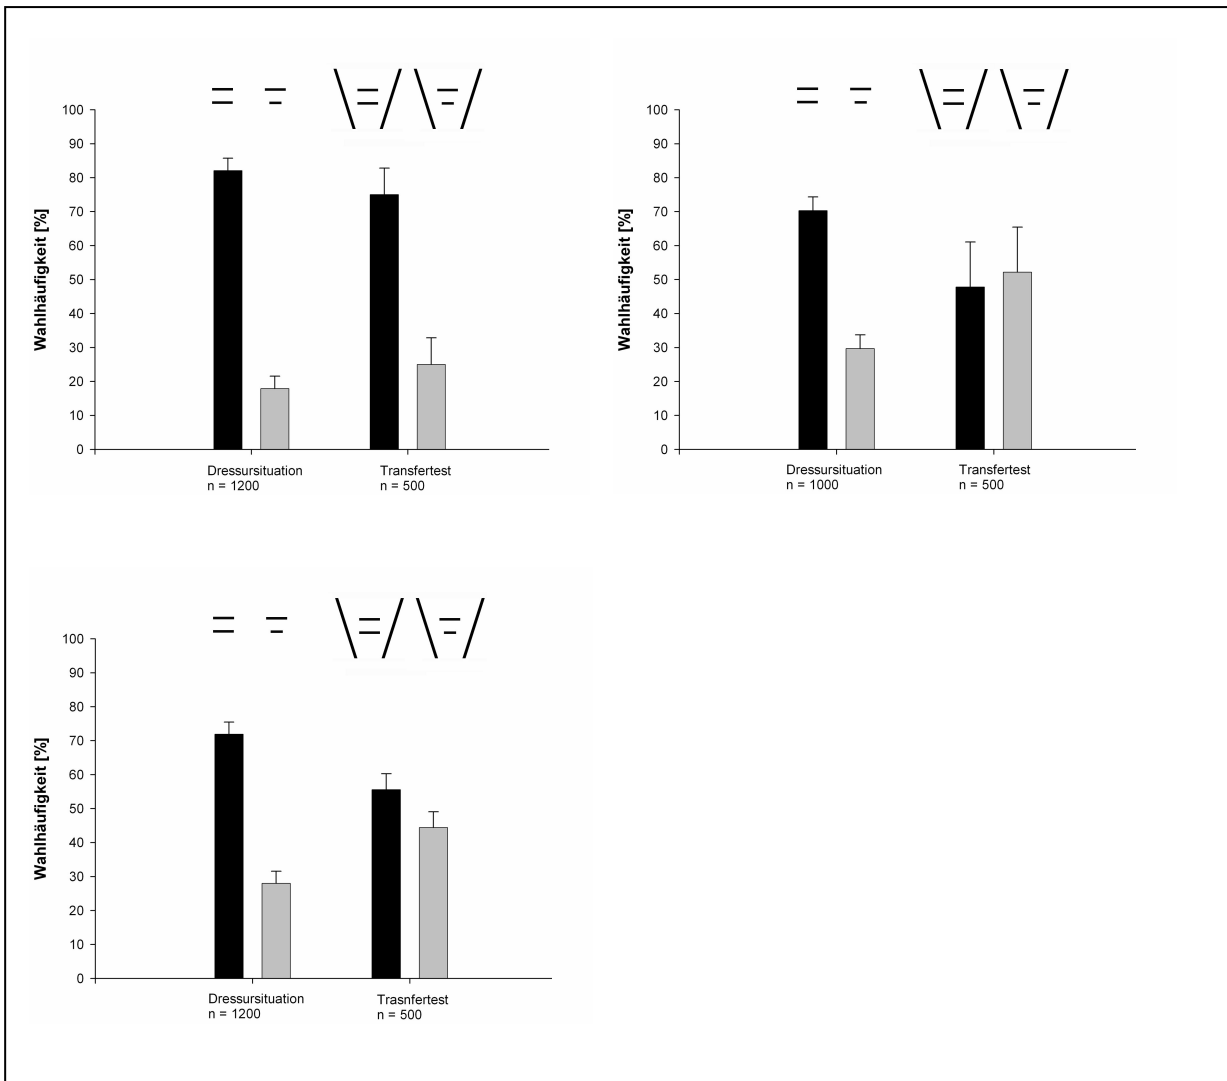 100
90
80
70
60
50
40
30
20
10
0
Wahlhäufigkeit [%]
Dressursituation
n = 1200
Transfertest
n = 500
100
90
80
70
60
50
40
30
20
10
0
Wahlhäufigkeit [%]
Dressursituation
n = 1000
Transfertest
n = 500
100
90
80
70
60
50
40
30
20
10
0
Wahlhäufigkeit [%]
Dressursituation
n = 1200
Trasnfertest
n = 500